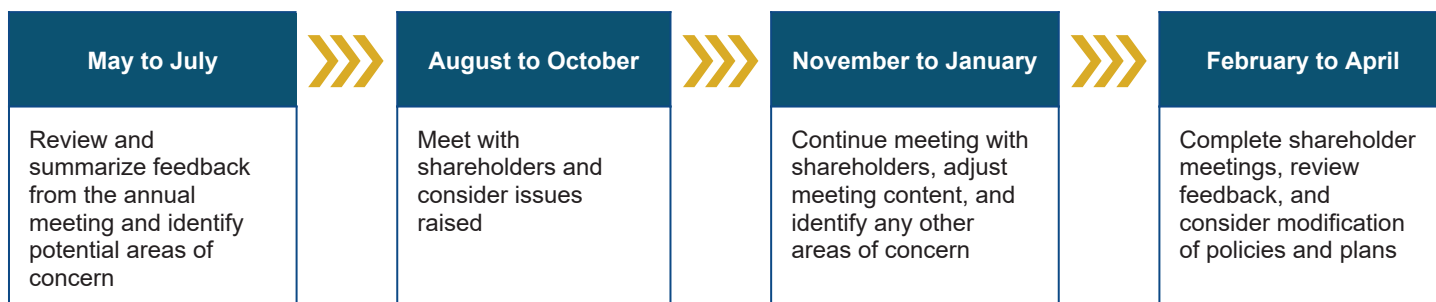 May to July
Review and
summarize feedback
from the annual
meeting and identify
potential areas of
concern
August to October
Meet with
shareholders and
consider issues
raised
November to January
Continue meeting with
shareholders, adjust
meeting content, and
identify any other
areas of concern
February to April
Complete shareholder
meetings, review
feedback, and
consider modification
of policies and plans